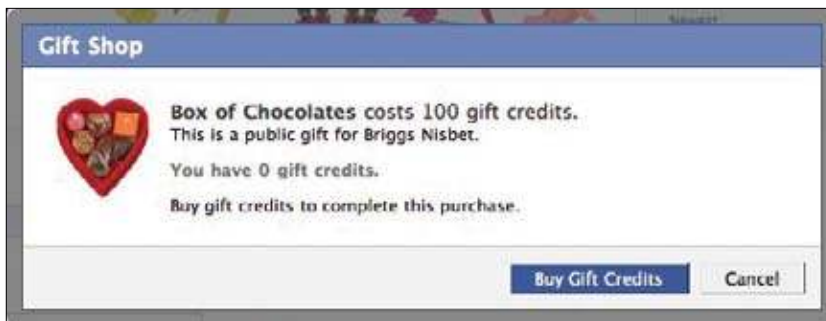 Gift Shop
Box of Chocolates costs 100 gift credits.
This is a public gift for Briggs Nisbet.
You have 0 gift credits.
Buy gift credits to complete this purchase.
Buy Gift Credits
Cancel